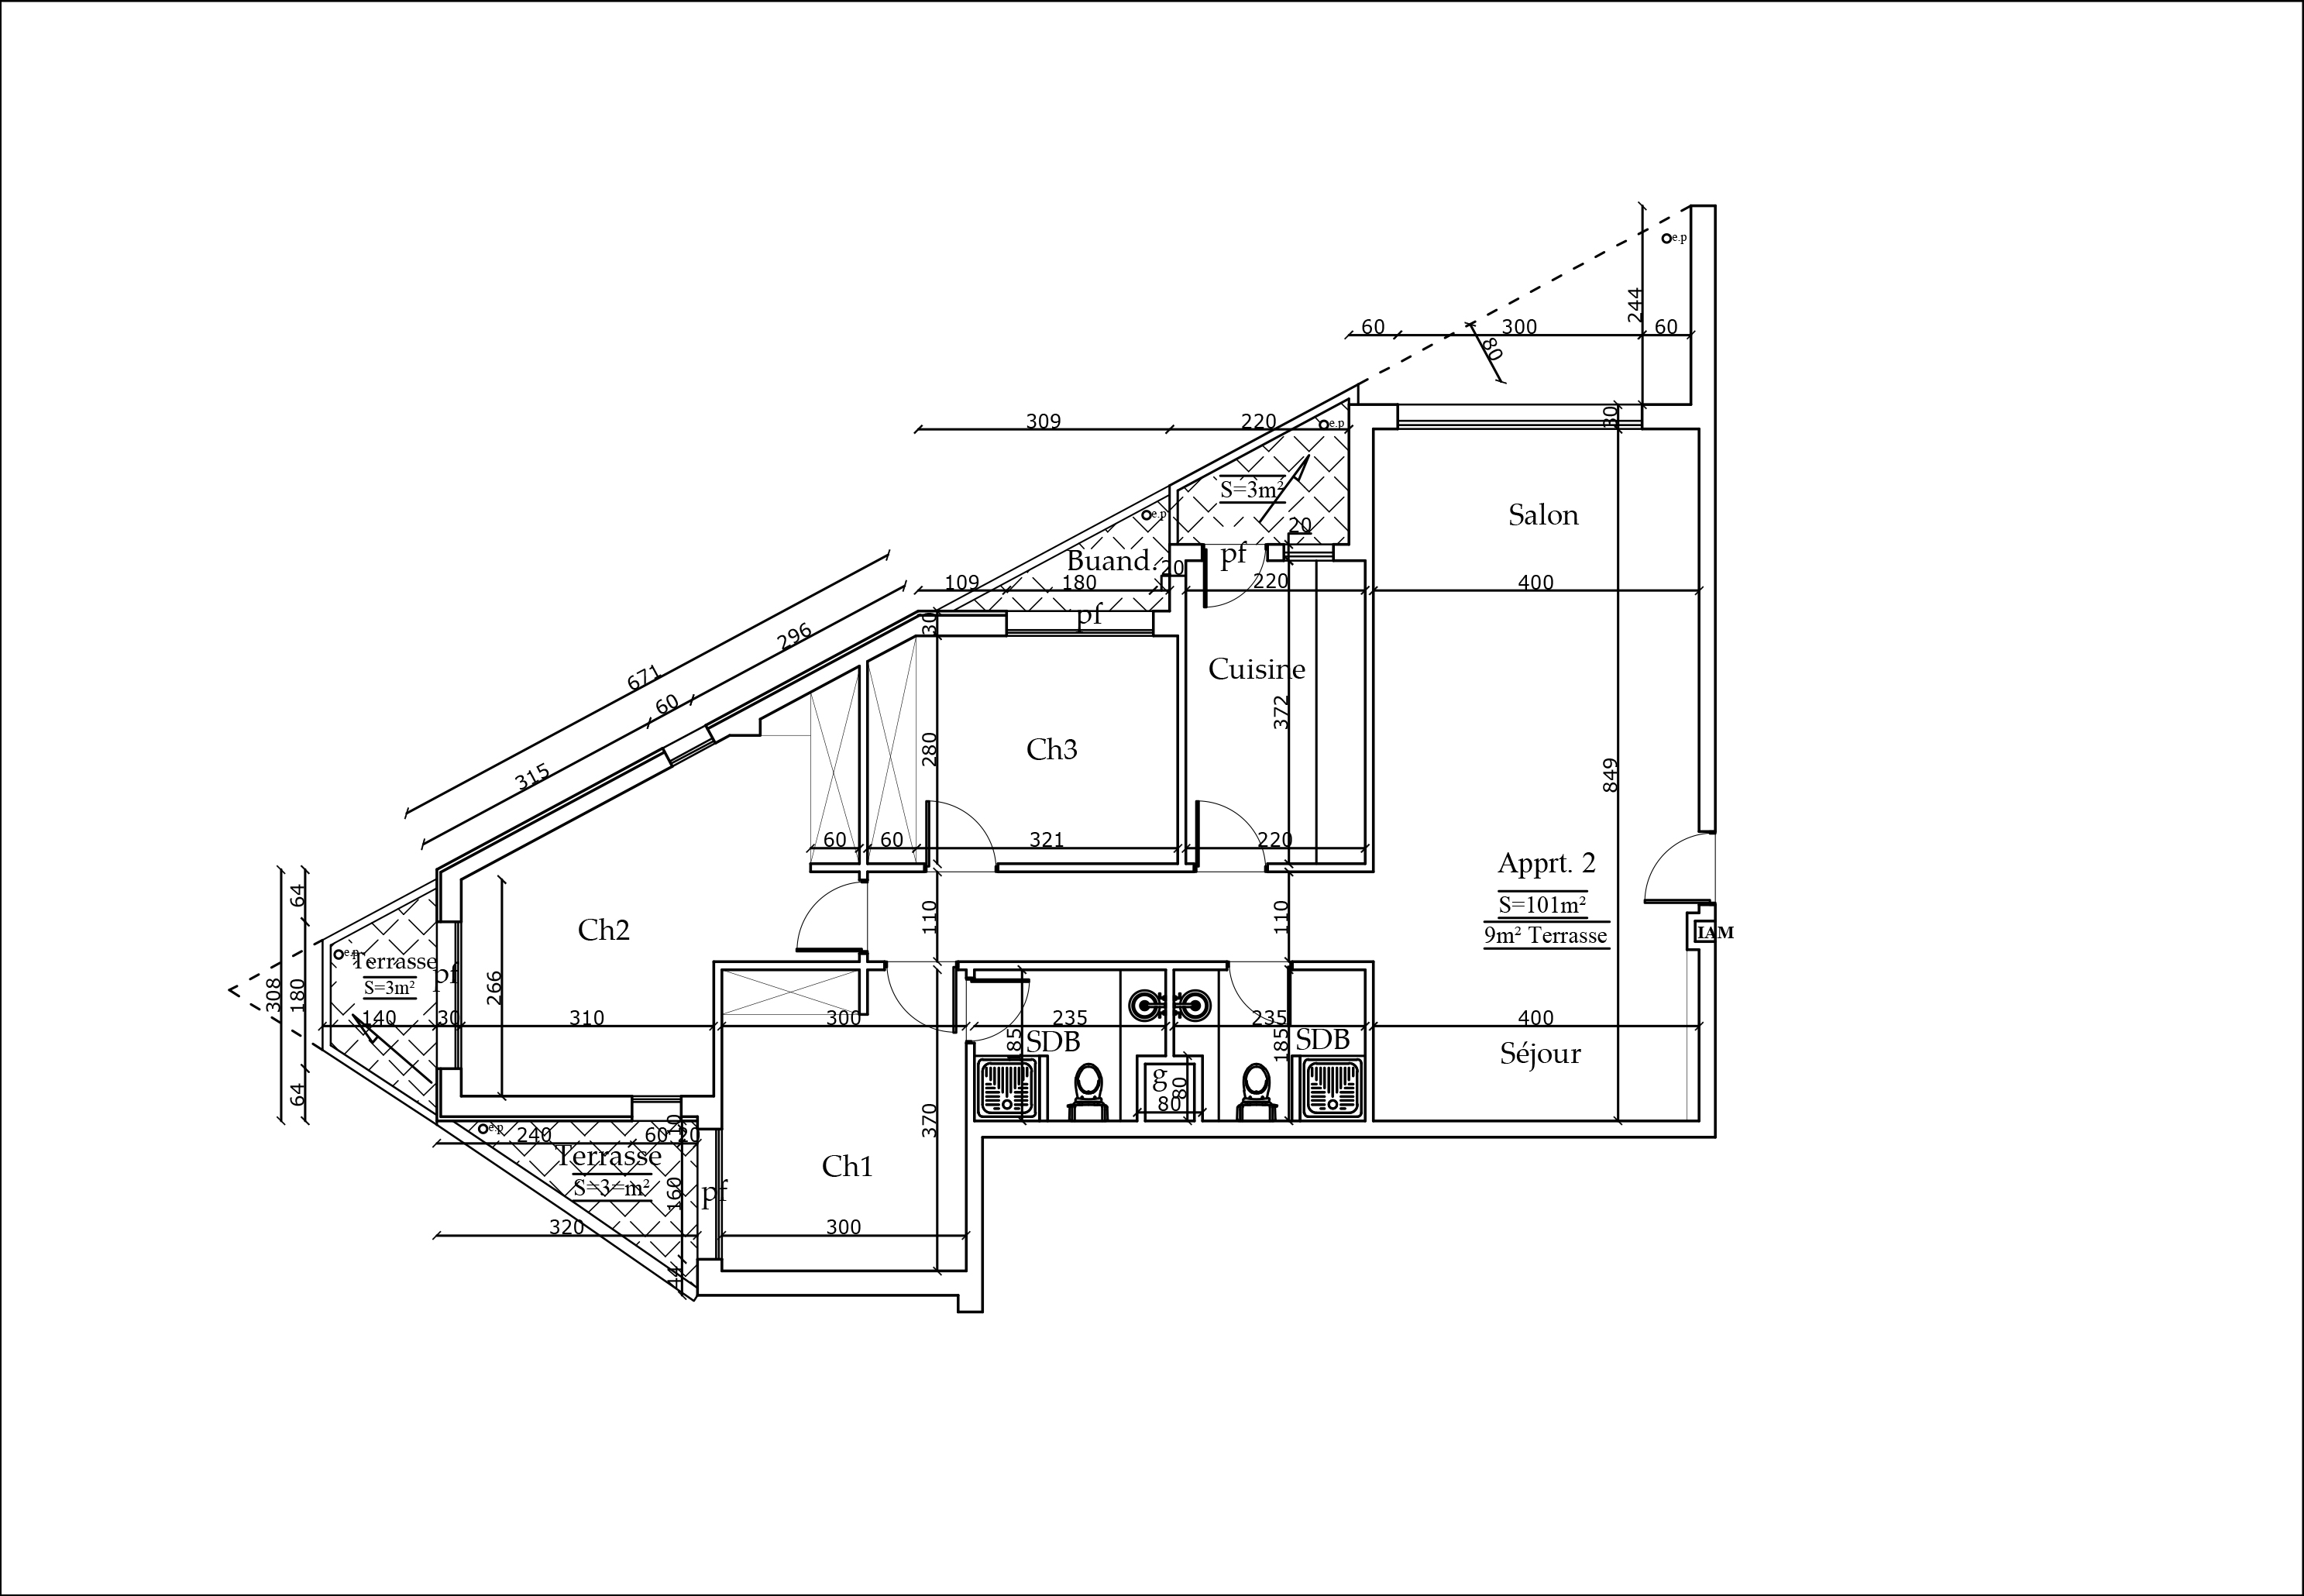 e.p
244
60
300
60
80
309
220
e.p
30
S=3m²
Salon
e.p
20
Buand.
pf
20
109
180
220
400
pf
30
296
671
Cuisine
60
372
280
Ch3
315
849
60
60
321
220
Apprt. 2
S=101m²
9m² Terrasse
64
110
110
Ch2
IAM
e.p
Terrasse
pf
S=3m²
308
180
266
140
30
310
300
235
235
400
185
SDB
185
SDB
Séjour
g
80
80
64
370
e.p
240
10
60
20
Terrasse
S=3=m²
160
pf
Ch1
320
300
44